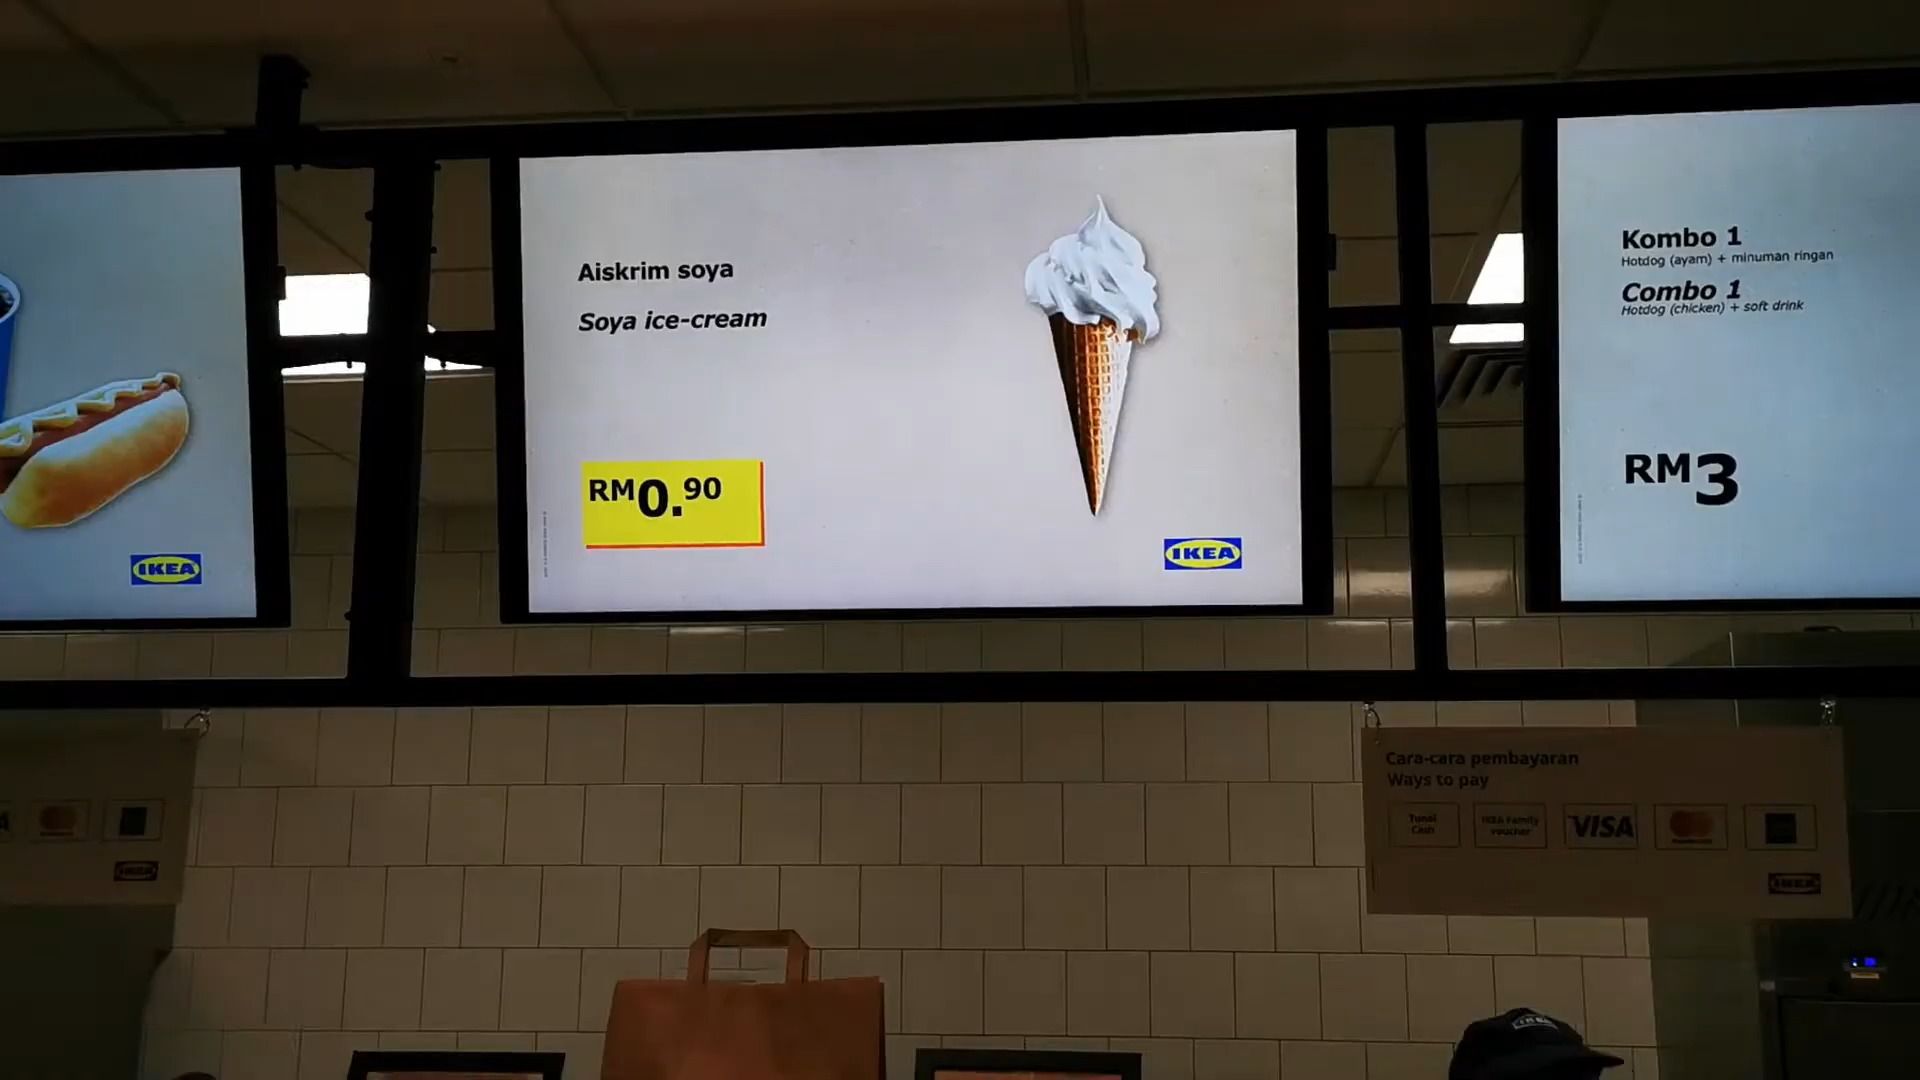 IKEA
Aiskrim soya
Soya ice-cream
RM0.90
IKEA
Kombo 1
Hotdog (ayam) + minuman ringan
Combo 1
Hotdog (chicken) + soft drink
RM3
IKEA
Cara-cara pembayaran
Ways to pay
Tunai
Cash
IKEA Family
voucher
VISA
IKEA